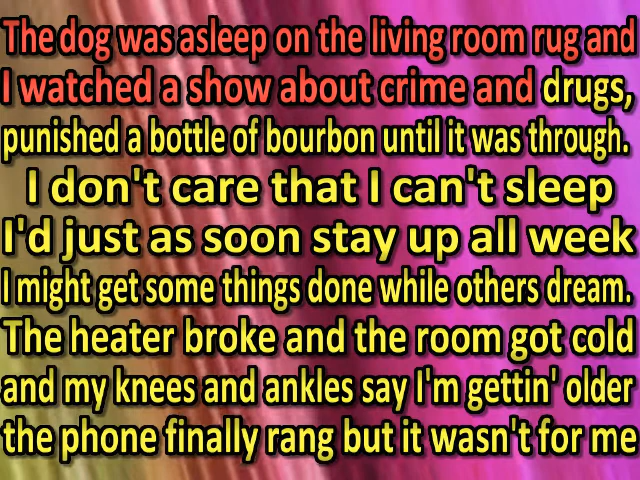 The dog was asleep on the living room rug and
I watched a show about crime and drugs,
punished a bottle of bourbon until it was through.
I don't care that I can't sleep
I'd just as soon stay up all week
I might get some things done while others dream.
The heater broke and the room got cold
and my knees and ankles say I'm gettin' older
the phone finally rang but it wasn't for me